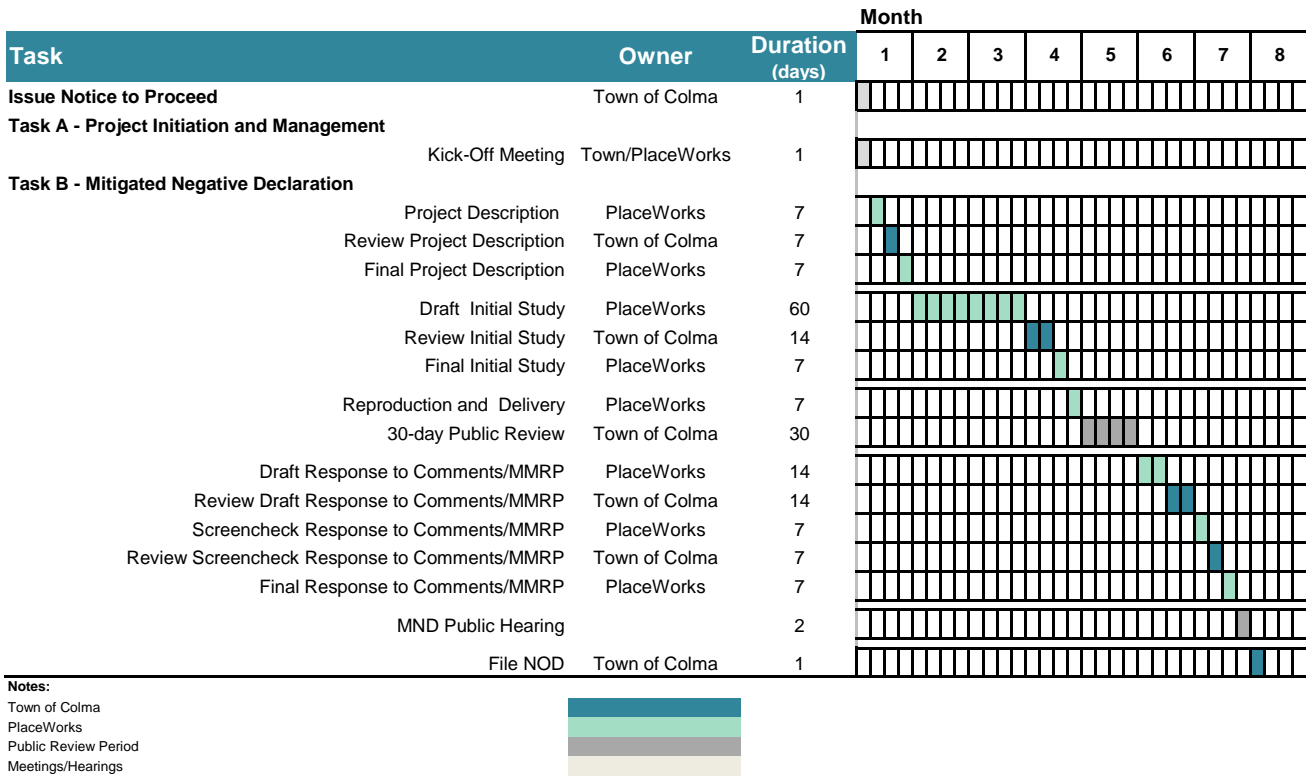 Month
Task Owner Duration 1 2 3 4 5 6 7 8
(days)
Issue Notice to Proceed Town of Colma 1
Task A - Project Initiation and Management
Kick-Off Meeting Town/PlaceWorks 1
Task B - Mitigated Negative Declaration
Project Description PlaceWorks 7
Review Project Description Town of Colma 7
Final Project Description PlaceWorks 7
Draft Initial Study PlaceWorks 60
Review Initial Study Town of Colma 14
Final Initial Study PlaceWorks 7
Reproduction and Delivery PlaceWorks 7
30-day Public Review Town of Colma 30
Draft Response to Comments/MMRP PlaceWorks 14
Review Draft Response to Comments/MMRP Town of Colma 14
Screencheck Response to Comments/MMRP PlaceWorks 7
Review Screencheck Response to Comments/MMRP Town of Colma 7
Final Response to Comments/MMRP PlaceWorks 7
MND Public Hearing 2
File NOD Town of Colma 1
Notes:
Town of Colma
PlaceWorks
Public Review Period
Meetings/Hearings